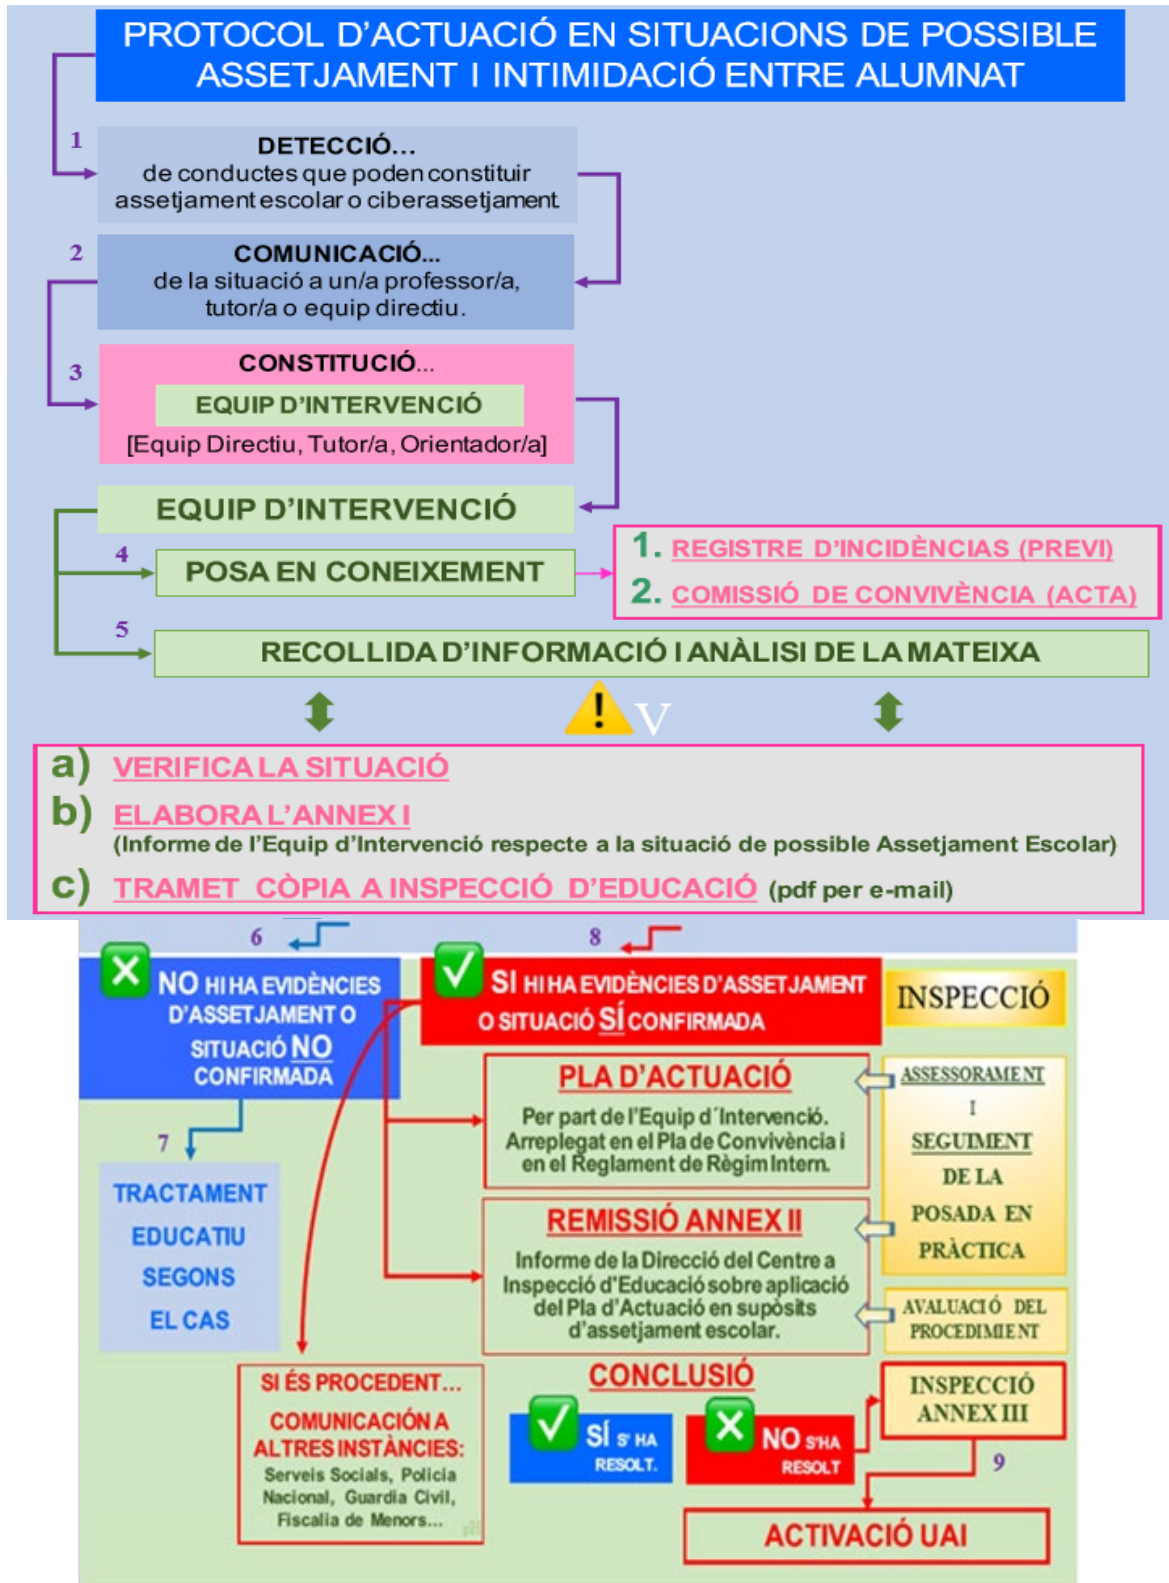 PROTOCOL D'ACTUACIÓ EN SITUACIONS DE POSSIBLE
ASSETJAMENT I INTIMIDACIÓ ENTRE ALUMNAT
1
DETECCIÓ…
de conductes que poden constituir
assetjament escolar o ciberassetjament.
2
COMUNICACIÓ...
de la situació a un/a professor/a,
tutor/a o equip directiu.
3
CONSTITUCIÓ...
EQUIP D'INTERVENCIÓ
[Equip Directiu, Tutor/a, Orientador/a]
EQUIP D'INTERVENCIÓ
4
POSA EN CONEIXEMENT
1. REGISTRE D'INCIDÈNCIAS (PREVI)
2. COMISSIÓ DE CONVIVÈNCIA (ACTA)
5
RECOLLIDA D'INFORMACIÓ I ANÀLISI DE LA MATEIXA
V
a) VERIFICA LA SITUACIÓ
b) ELABORA L'ANNEX I
(Informe de l'Equip d'Intervenció respecte a la situació de possible Assetjament Escolar)
c) TRAMET CÒPIA A INSPECCIÓ D'EDUCACIÓ (pdf per e-mail)
6
NO HI HA EVIDÈNCIES
D'ASSETJAMENT O
SITUACIÓ NO
CONFIRMADA
7
TRACTAMENT
EDUCATIU
SEGONS
EL CAS
8
SI HI HA EVIDÈNCIES D'ASSETJAMENT
O SITUACIÓ SÍ CONFIRMADA
PLA D'ACTUACIÓ
Per part de l'Equip d´Intervenció.
Arreplegat en el Pla de Convivència i
en el Reglament de Règim Intern.
REMISSIÓ ANNEX II
Informe de la Direcció del Centre a
Inspecció d'Educació sobre aplicació
del Pla d'Actuació en supòsits
d'assetjament escolar.
INSPECCIÓ
ASSESSORAMENT
I
SEGUIMENT
DE LA
POSADA EN
PRÀCTICA
AVALUACIÓ DEL
PROCEDIMIENT
SI ÉS PROCEDENT…
COMUNICACIÓN A
ALTRES INSTÀNCIES:
Serveis Socials, Policia
Nacional, Guardia Civil,
Fiscalia de Menors...
CONCLUSIÓ
SÍ S' HA
RESOLT.
NO S'HA
RESOLT
INSPECCIÓ
ANNEX III
9
ACTIVACIÓ UAI